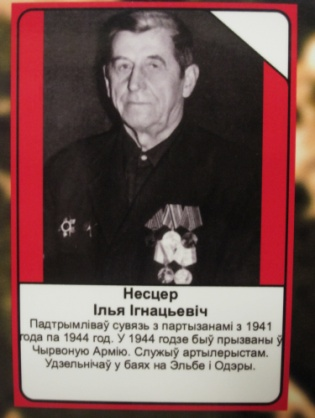 Несцер
Ілья Ігнацьевіч
Падтрымліваў сувязь з партызанамі з 1941
года па 1944 год. У 1944 годзе быў прызваны ў
Чырвоную Армію. Служыў артылерыстам.
Удзельнічаў у баях на Эльбе і Одэры.